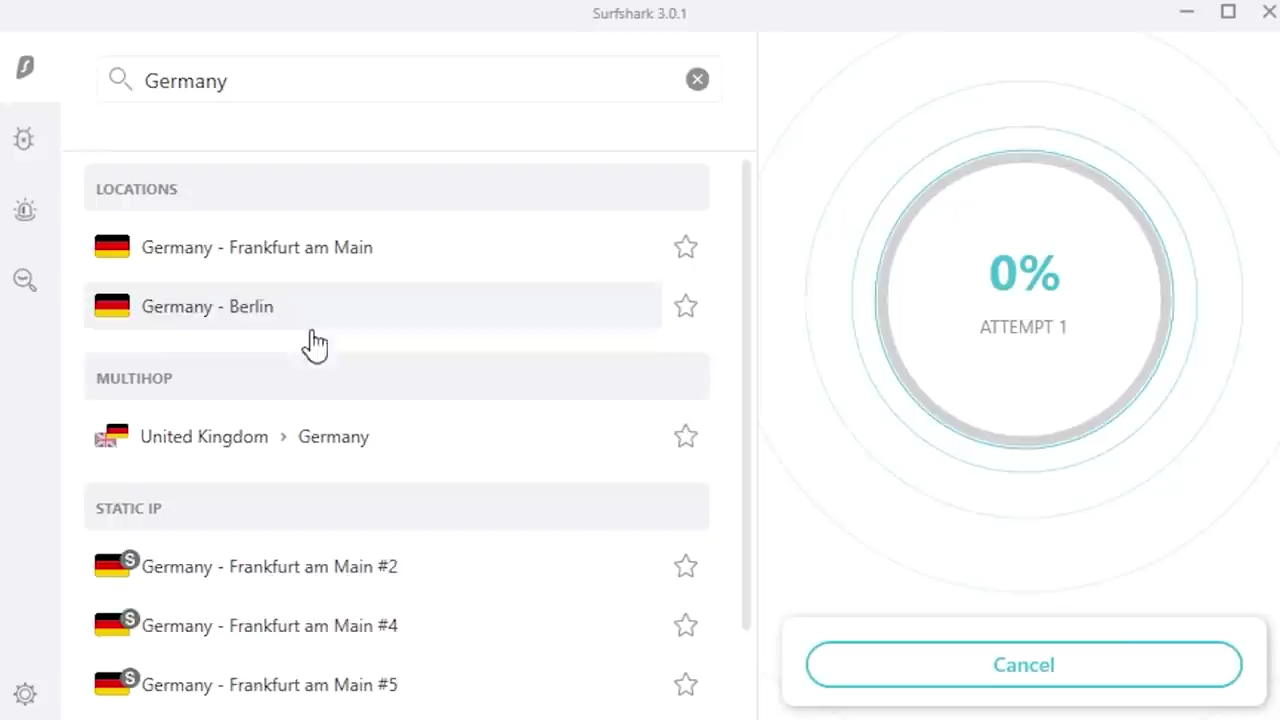 Surfshark 3.0.1
Germany
LOCATIONS
Germany - Frankfurt am Main
Germany - Berlin
MULTIHOP
United Kingdom › Germany
STATIC IP
S
Germany - Frankfurt am Main #2
S
Germany - Frankfurt am Main #4
S
Germany - Frankfurt am Main #5
0%
ATTEMPT 1
Cancel